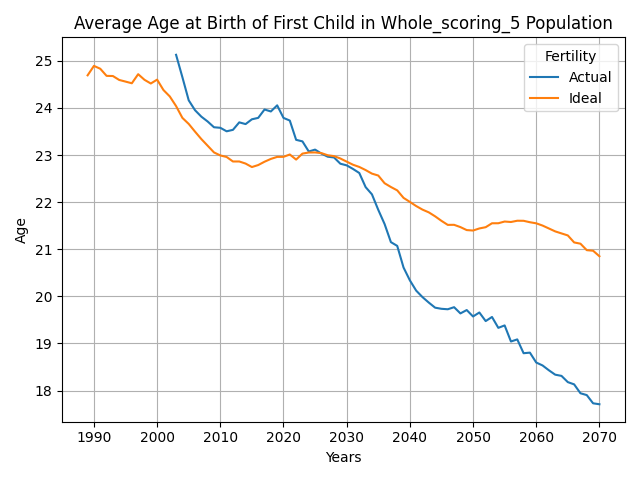 Average Age at Birth of First Child in Whole_scoring_5 Population
Fertility
Actual
Ideal
Age
25
24
23
22
21
20
19
18
1990
2000
2010
2020
2030
2040
2050
2060
2070
Years